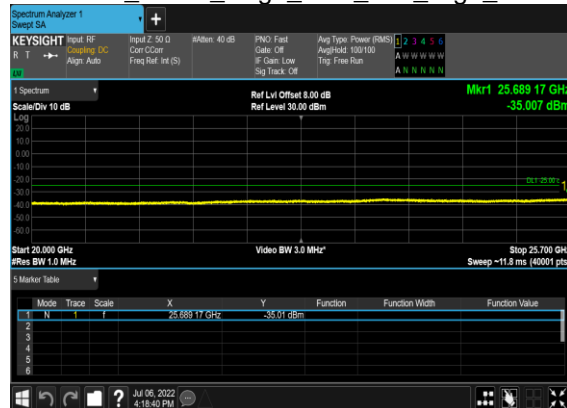 Spectrum Analyzer 1
Swept SA
+
KEYSIGHT Input: RF Input Z: 50 Ω #Atten: 40 dB PNO: Fast Avg Type: Power (RMS) 1 2 3 4 5 6
R T Coupling: DC Corr CCorr Gate: Off Avg|Hold: 100/100 A W W W W W
Align: Auto Freq Ref: Int (S) IF Gain: Low Trig: Free Run A N N N N N
Sig Track: Off
1 Spectrum
Ref Lvl Offset 8.00 dB Mkr1 25.689 17 GHz
Scale/Div 10 dB Ref Level 30.00 dBm -35.007 dBm
Log
20.0
10.0
0.00
-10.0
-20.0
DL1 -25.00
-30.0
1
-40.0
-50.0
-60.0
Start 20.000 GHz Video BW 3.0 MHz* Stop 25.700 GHz
#Res BW 1.0 MHz Sweep ~11.8 ms (40001 pts)
5 Marker Table
Mode Trace Scale X Y Function Function Width Function Value
1 N 1 f 25.689 17 GHz -35.01 dBm
2
3
4
5
6
? Jul 06, 2022
4:18:40 PM